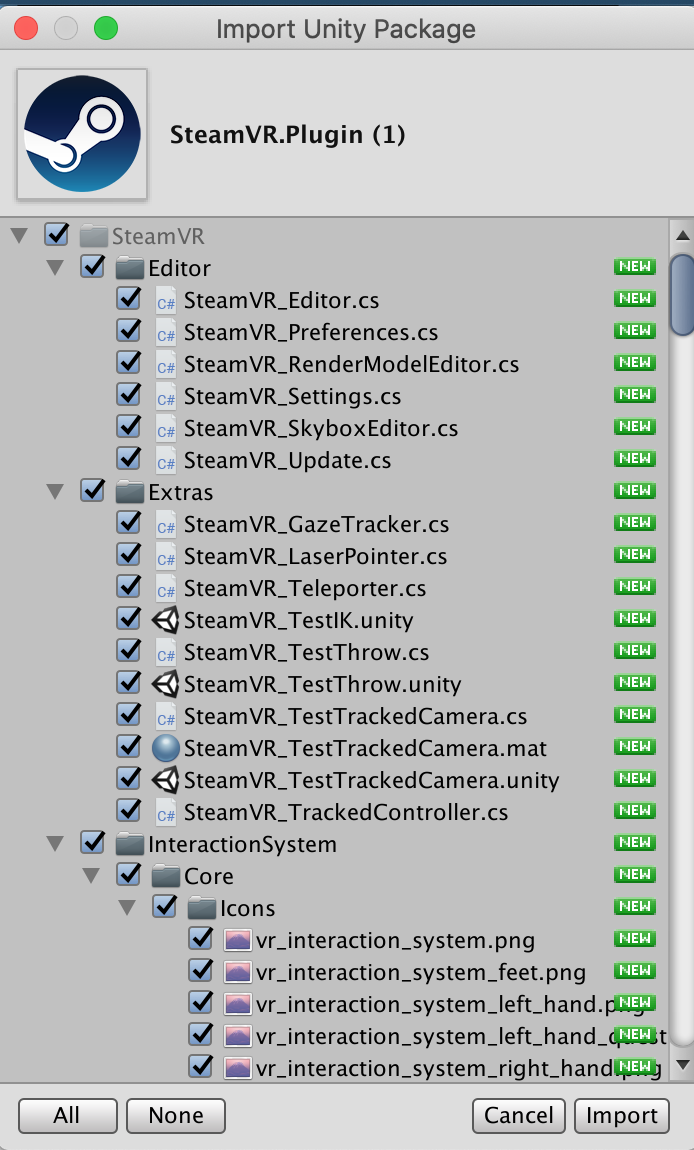 Import Unity Package
SteamVR.Plugin (1)
SteamVR
Editor NEW
C# SteamVR_Editor.cs NEW
C# SteamVR_Preferences.cs NEW
C# SteamVR_RenderModelEditor.cs NEW
C# SteamVR_Settings.cs NEW
C# SteamVR_SkyboxEditor.cs NEW
C# SteamVR_Update.cs NEW
Extras NEW
C# SteamVR_GazeTracker.cs NEW
C# SteamVR_LaserPointer.cs NEW
C# SteamVR_Teleporter.cs NEW
SteamVR_TestIK.unity NEW
C# SteamVR_TestThrow.cs NEW
SteamVR_TestThrow.unity NEW
C# SteamVR_TestTrackedCamera.cs NEW
SteamVR_TestTrackedCamera.mat NEW
SteamVR_TestTrackedCamera.unity NEW
C# SteamVR_TrackedController.cs NEW
InteractionSystem NEW
Core NEW
Icons NEW
vr_interaction_system.png NEW
vr_interaction_system_feet.png NEW
vr_interaction_system_left_hand.png NEW
vr_interaction_system_left_hand_quest NEW
vr_interaction_system_right_hand.png NEW
All None Cancel Import